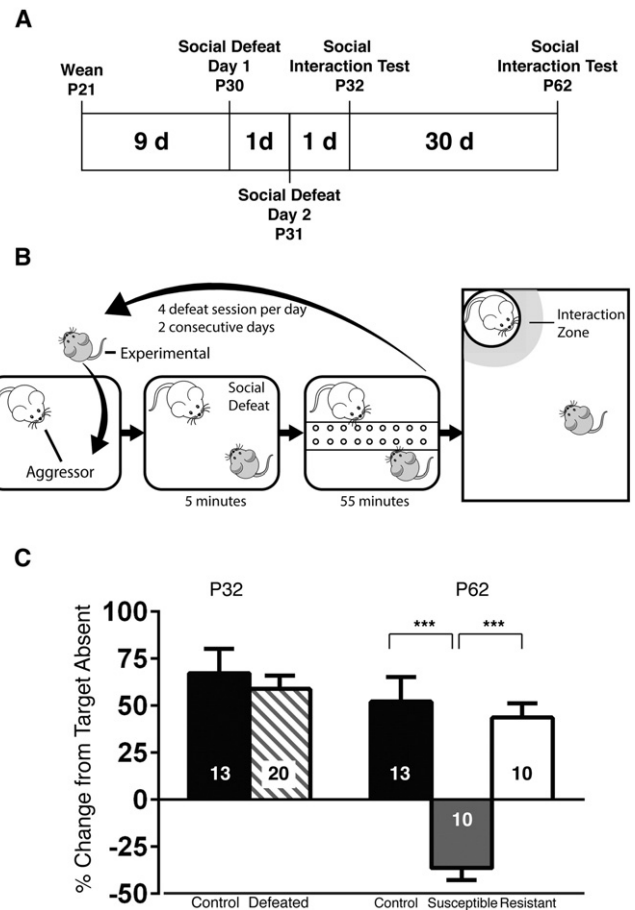 A
Wean
P21
Social Defeat
Day 1
P30
Social
Interaction Test
P32
Social
Interaction Test
P62
9 d
1d
1 d
30 d
Social Defeat
Day 2
P31
B
4 defeat session per day
2 consecutive days
Experimental
Aggressor
Social
Defeat
5 minutes
55 minutes
Interaction
Zone
C
P32
P62
% Change from Target Absent
100
75
50
25
0
-25
-50
***
***
13
20
13
10
10
Control Defeated
Control Susceptible Resistant